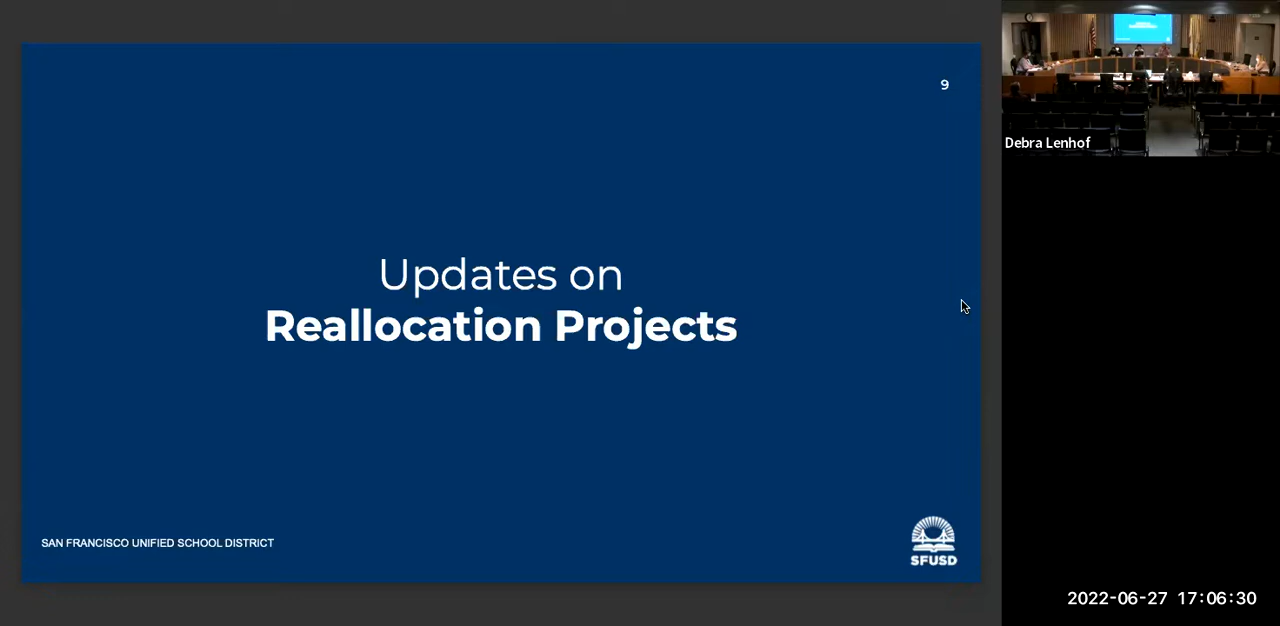 9
Updates on
Reallocation Projects
SAN FRANCISCO UNIFIED SCHOOL DISTRICT
SFUSD
Debra Lenhof
2022-06-27 17:06:30